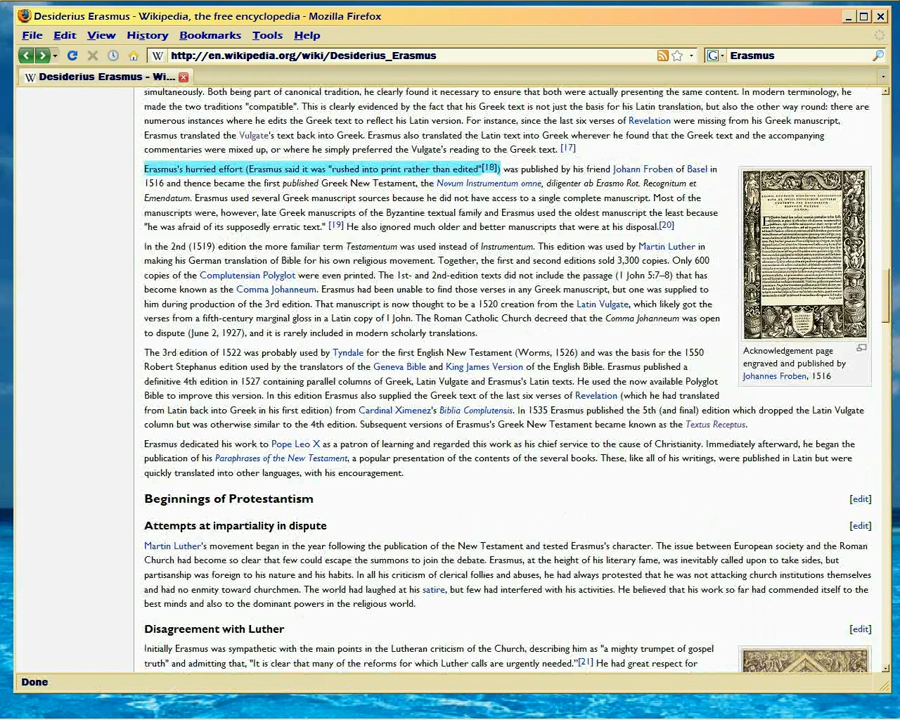 Desiderius Erasmus - Wikipedia, the free encyclopedia - Mozilla Firefox
File Edit View History Bookmarks Tools Help
W http://en.wikipedia.org/wiki/Desiderius_Erasmus G Erasmus
W Desiderius Erasmus - Wi...
simultaneously. Both being part of canonical tradition, he clearly found it necessary to ensure that both were actually presenting the same content. In modern terminology, he
made the two traditions "compatible". This is clearly evidenced by the fact that his Greek text is not just the basis for his Latin translation, but also the other way round: there are
numerous instances where he edits the Greek text to reflect his Latin version. For instance, since the last six verses of Revelation were missing from his Greek manuscript,
Erasmus translated the Vulgate's text back into Greek. Erasmus also translated the Latin text into Greek wherever he found that the Greek text and the accompanying
commentaries were mixed up, or where he simply preferred the Vulgate's reading to the Greek text. [17]
Erasmus's hurried effort (Erasmus said it was "rushed into print rather than edited"[18]) was published by his friend Johann Froben of Basel in
1516 and thence became the first published Greek New Testament, the Novum Instrumentum omne, diligenter ab Erasmo Rot. Recognitum et
Emendatum. Erasmus used several Greek manuscript sources because he did not have access to a single complete manuscript. Most of the
manuscripts were, however, late Greek manuscripts of the Byzantine textual family and Erasmus used the oldest manuscript the least because
"he was afraid of its supposedly erratic text." [19] He also ignored much older and better manuscripts that were at his disposal.[20]
In the 2nd (1519) edition the more familiar term Testamentum was used instead of Instrumentum. This edition was used by Martin Luther in
making his German translation of Bible for his own religious movement. Together, the first and second editions sold 3,300 copies. Only 600
copies of the Complutensian Polyglot were even printed. The 1st- and 2nd-edition texts did not include the passage (1 John 5:7–8) that has
become known as the Comma Johanneum. Erasmus had been unable to find those verses in any Greek manuscript, but one was supplied to
him during production of the 3rd edition. That manuscript is now thought to be a 1520 creation from the Latin Vulgate, which likely got the
verses from a fifth-century marginal gloss in a Latin copy of I John. The Roman Catholic Church decreed that the Comma Johanneum was open
to dispute (June 2, 1927), and it is rarely included in modern scholarly translations.
Acknowledgement page
engraved and published by
Johannes Froben, 1516
The 3rd edition of 1522 was probably used by Tyndale for the first English New Testament (Worms, 1526) and was the basis for the 1550
Robert Stephanus edition used by the translators of the Geneva Bible and King James Version of the English Bible. Erasmus published a
definitive 4th edition in 1527 containing parallel columns of Greek, Latin Vulgate and Erasmus's Latin texts. He used the now available Polyglot
Bible to improve this version. In this edition Erasmus also supplied the Greek text of the last six verses of Revelation (which he had translated
from Latin back into Greek in his first edition) from Cardinal Ximenez's Biblia Complutensis. In 1535 Erasmus published the 5th (and final) edition which dropped the Latin Vulgate
column but was otherwise similar to the 4th edition. Subsequent versions of Erasmus's Greek New Testament became known as the Textus Receptus.
Erasmus dedicated his work to Pope Leo X as a patron of learning and regarded this work as his chief service to the cause of Christianity. Immediately afterward, he began the
publication of his Paraphrases of the New Testament, a popular presentation of the contents of the several books. These, like all of his writings, were published in Latin but were
quickly translated into other languages, with his encouragement.
Beginnings of Protestantism [edit]
Attempts at impartiality in dispute [edit]
Martin Luther's movement began in the year following the publication of the New Testament and tested Erasmus's character. The issue between European society and the Roman
Church had become so clear that few could escape the summons to join the debate. Erasmus, at the height of his literary fame, was inevitably called upon to take sides, but
partisanship was foreign to his nature and his habits. In all his criticism of clerical follies and abuses, he had always protested that he was not attacking church institutions themselves
and had no enmity toward churchmen. The world had laughed at his satire, but few had interfered with his activities. He believed that his work so far had commended itself to the
best minds and also to the dominant powers in the religious world.
Disagreement with Luther [edit]
Initially Erasmus was sympathetic with the main points in the Lutheran criticism of the Church, describing him as "a mighty trumpet of gospel
truth" and admitting that, "It is clear that many of the reforms for which Luther calls are urgently needed."[21] He had great respect for
Done